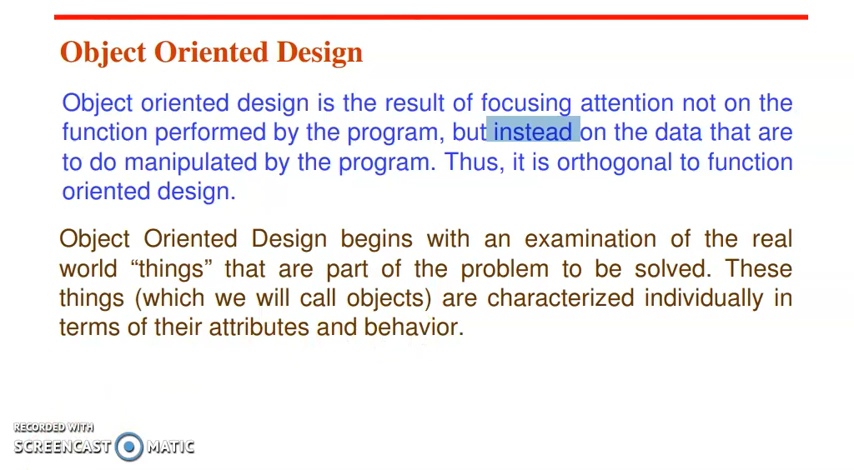 Object Oriented Design
Object oriented design is the result of focusing attention not on the
function performed by the program, but instead on the data that are
to do manipulated by the program. Thus, it is orthogonal to function
oriented design.
Object Oriented Design begins with an examination of the real
world “things” that are part of the problem to be solved. These
things (which we will call objects) are characterized individually in
terms of their attributes and behavior.
RECORDED WITH
SCREENCAST MATIC